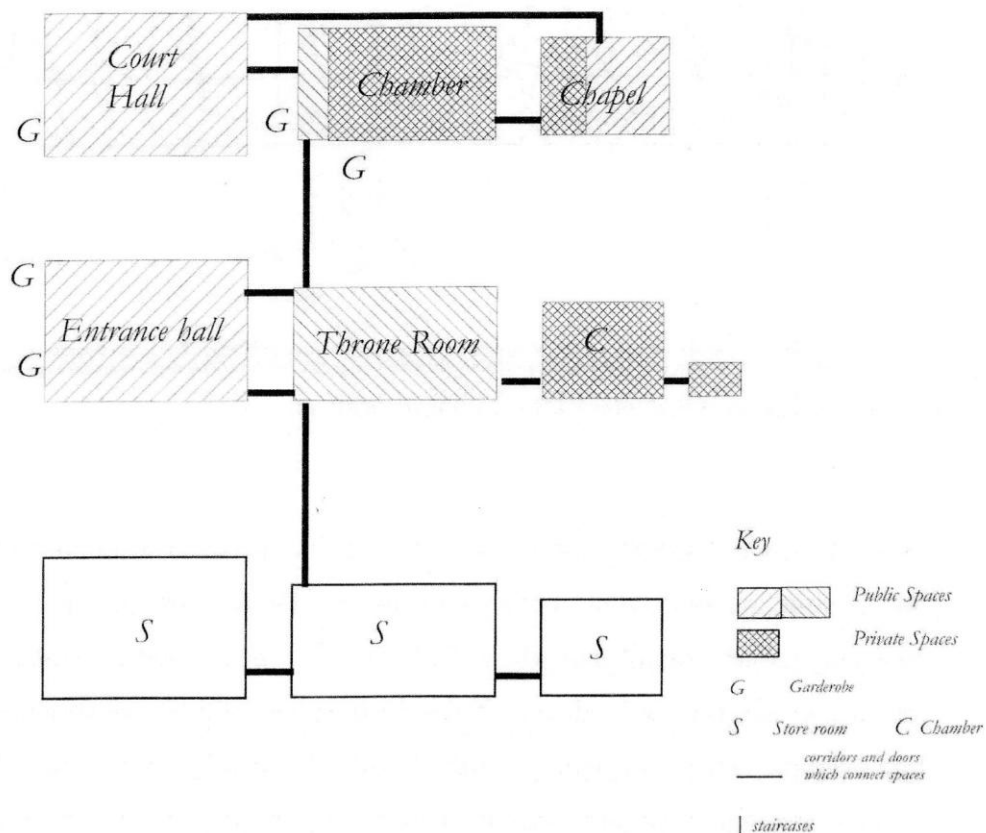 Court
Hall
Chamber
Chapel
G
G
G
G
Entrance hall
Throne Room
C
G
S
S
S
Key
Public Spaces
Private Spaces
G Garderobe
S Store room C Chamber
corridors and doors
which connect spaces
staircases